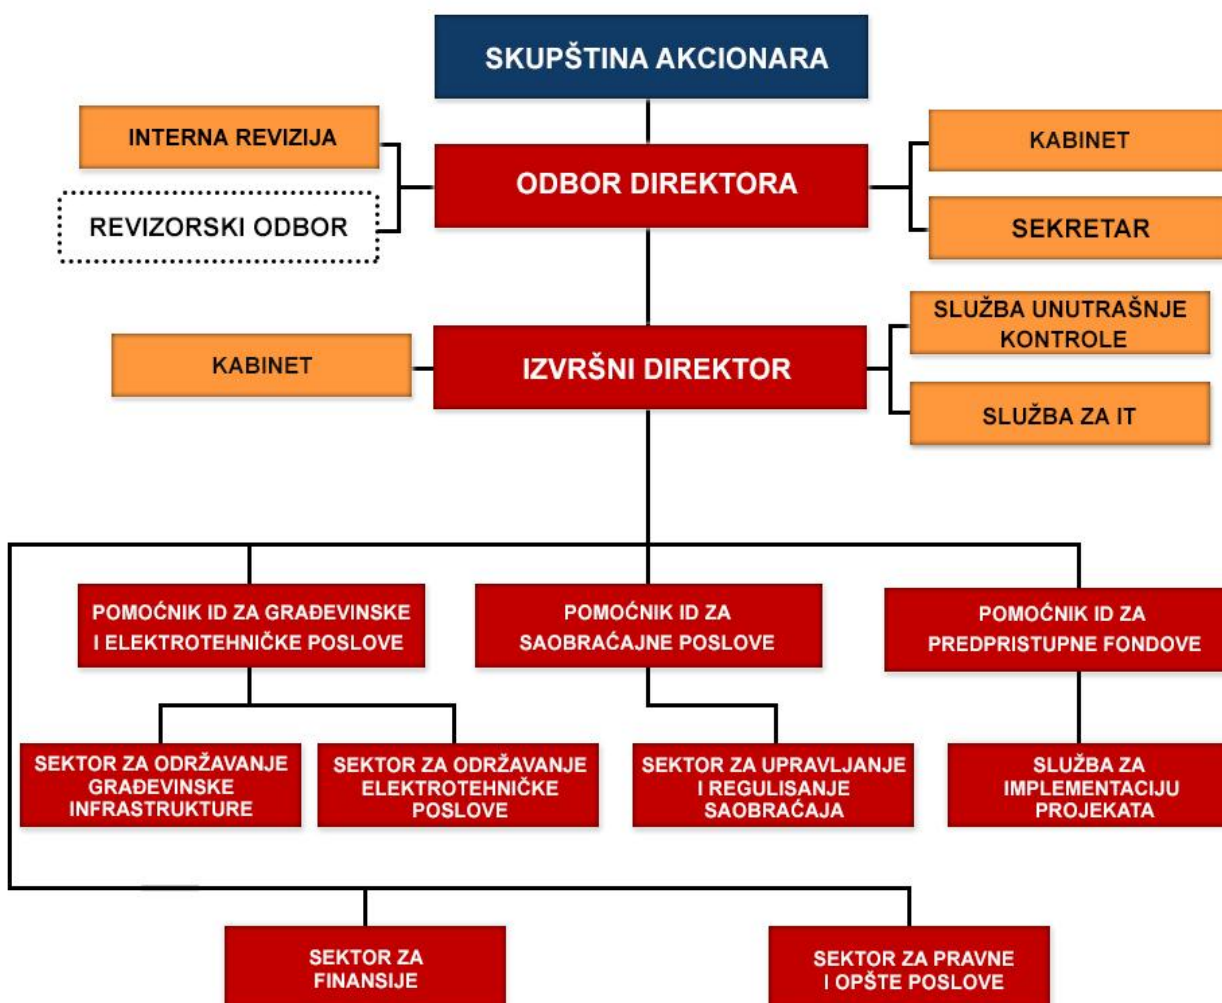 SKUPŠTINA AKCIONARA
INTERNA REVIZIJA
KABINET
ODBOR DIREKTORA
REVIZORSKI ODBOR
SEKRETAR
SLUŽBA UNUTRAŠNJE
KONTROLE
KABINET
IZVRŠNI DIREKTOR
SLUŽBA ZA IT
POMOĆNIK ID ZA GRAĐEVINSKE
I ELEKTROTEHNIČKE POSLOVE
POMOĆNIK ID ZA
SAOBRAĆAJNE POSLOVE
POMOĆNIK ID ZA
PREDPRISTUPNE FONDOVE
SEKTOR ZA ODRŽAVANJE
GRAĐEVINSKE
INFRASTRUKTURE
SEKTOR ZA ODRŽAVANJE
ELEKTROTEHNIČKE
POSLOVE
SEKTOR ZA UPRAVLJANJE
I REGULISANJE
SAOBRAĆAJA
SLUŽBA ZA
IMPLEMENTACIJU
PROJEKATA
SEKTOR ZA
FINANSIJE
SEKTOR ZA PRAVNE
I OPŠTE POSLOVE